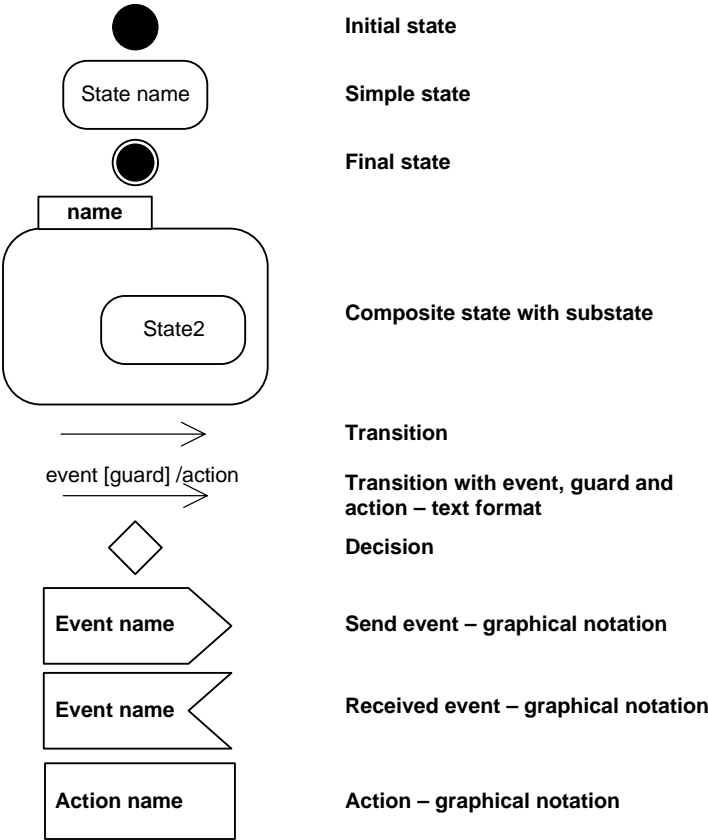 Initial state
State name
Simple state
Final state
name
State2
Composite state with substate
Transition
event [guard] /action
Transition with event, guard and
action – text format
Decision
Event name
Send event – graphical notation
Event name
Received event – graphical notation
Action name
Action – graphical notation